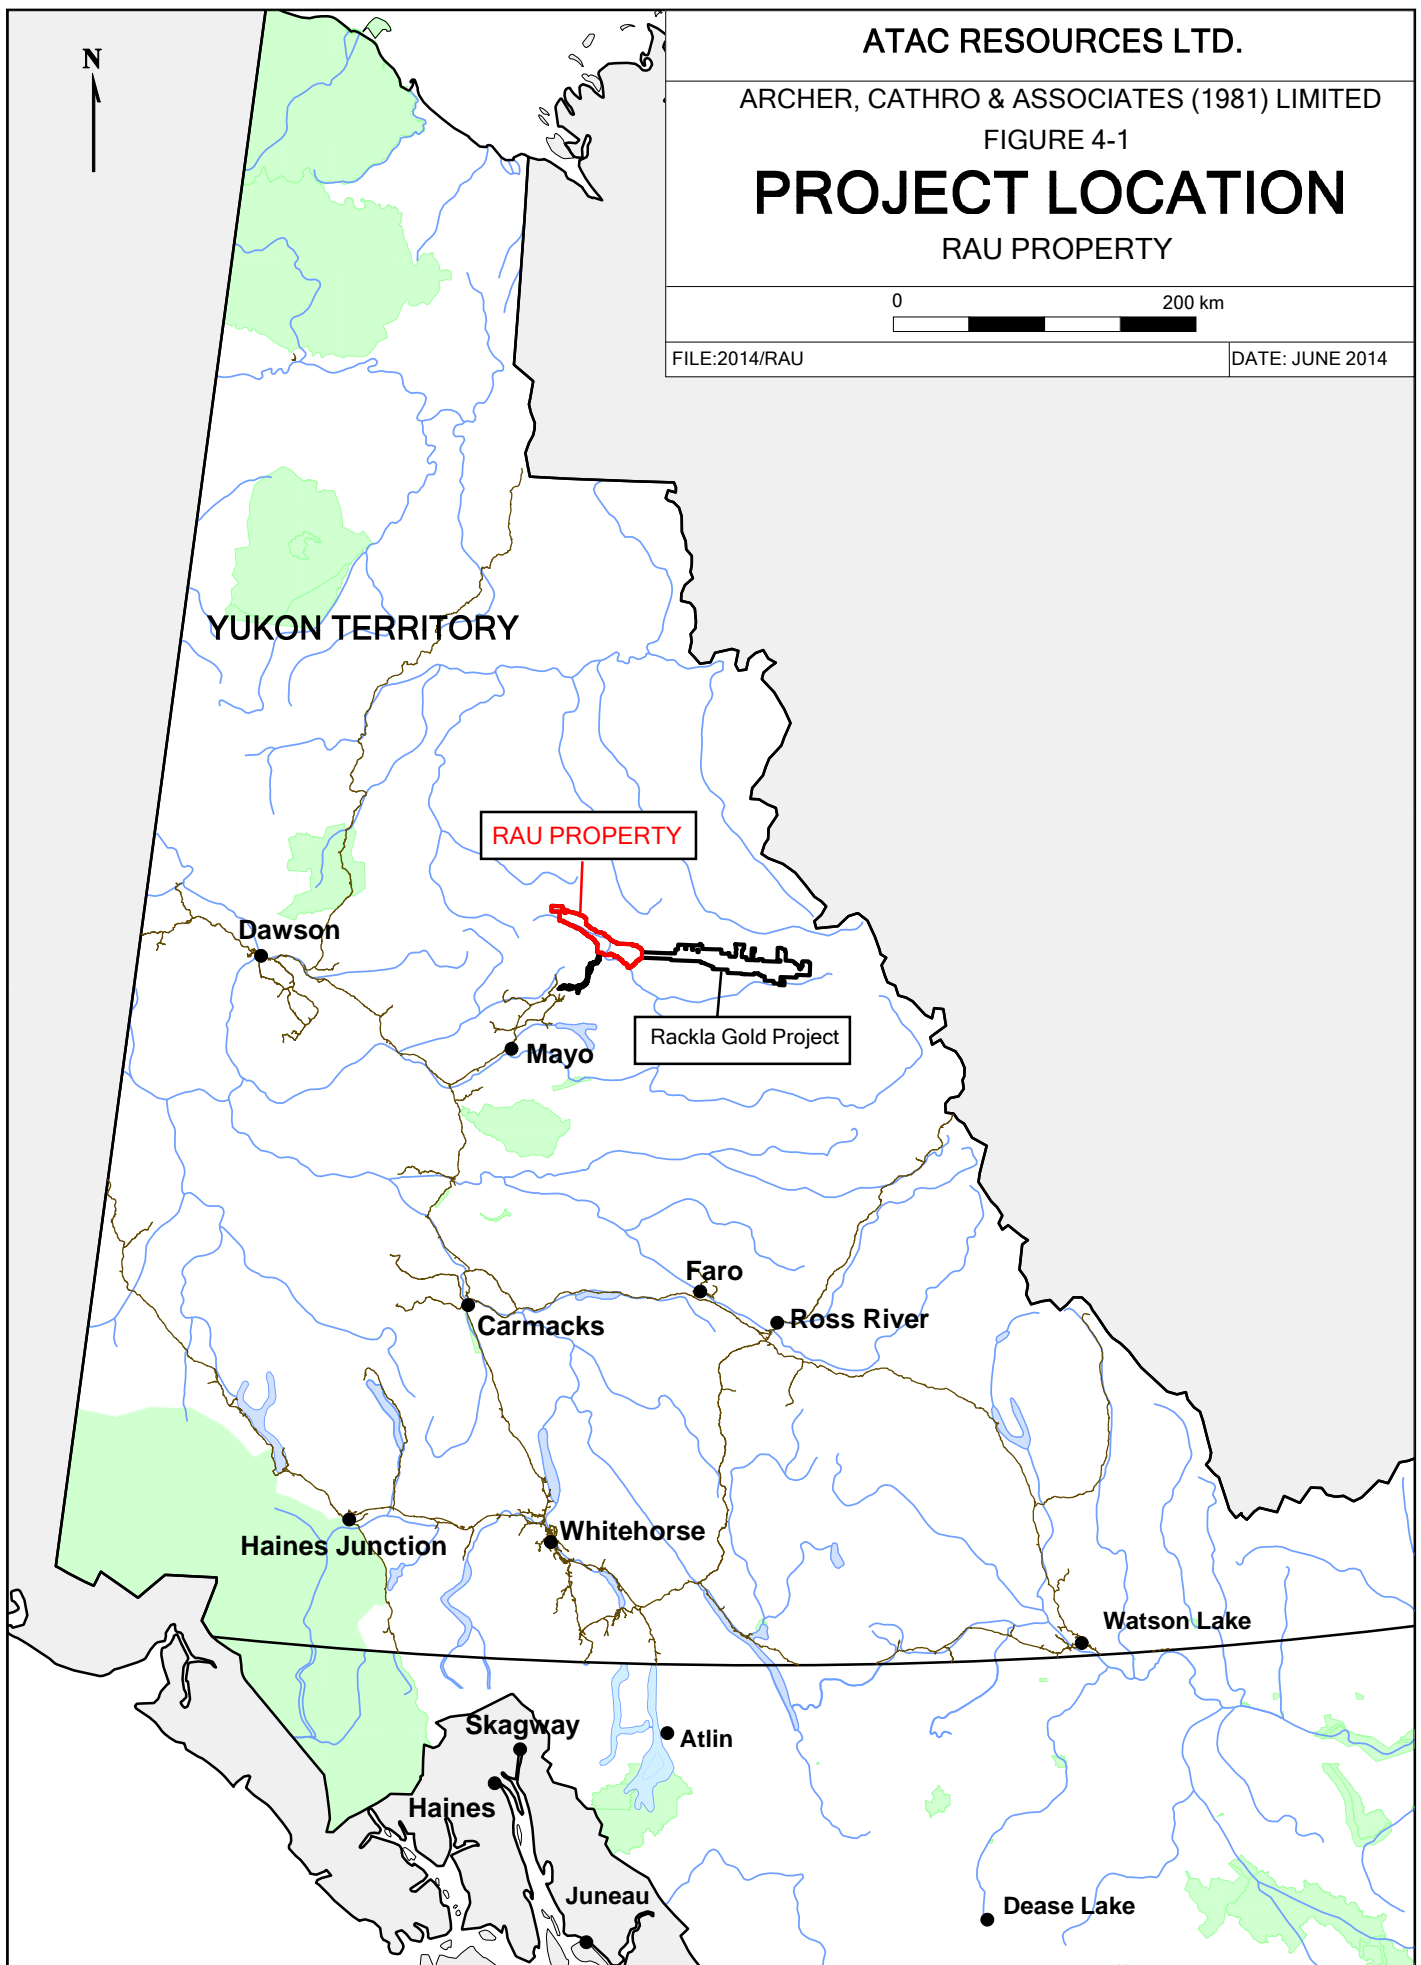 N
ATAC RESOURCES LTD.
ARCHER, CATHRO & ASSOCIATES (1981) LIMITED
FIGURE 4-1
PROJECT LOCATION
RAU PROPERTY
0 200 km
FILE:2014/RAU
DATE: JUNE 2014
YUKON TERRITORY
RAU PROPERTY
Dawson
Rackla Gold Project
Mayo
Faro
Ross River
Carmacks
Whitehorse
Haines Junction
Watson Lake
Skagway
Atlin
Haines
Juneau
Dease Lake